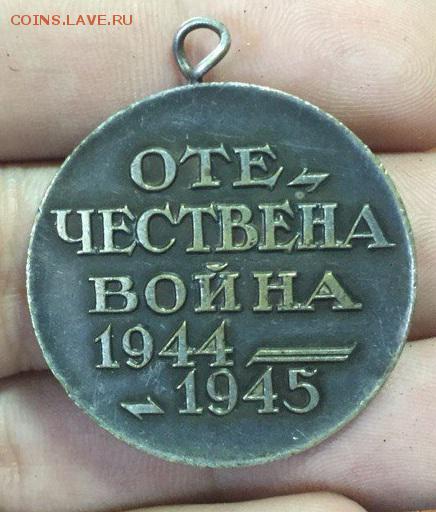 COINS.LAVE.RU
ОТЕ-
ЧЕСТВЕНА
ВОЙНА
1944 —
- 1945